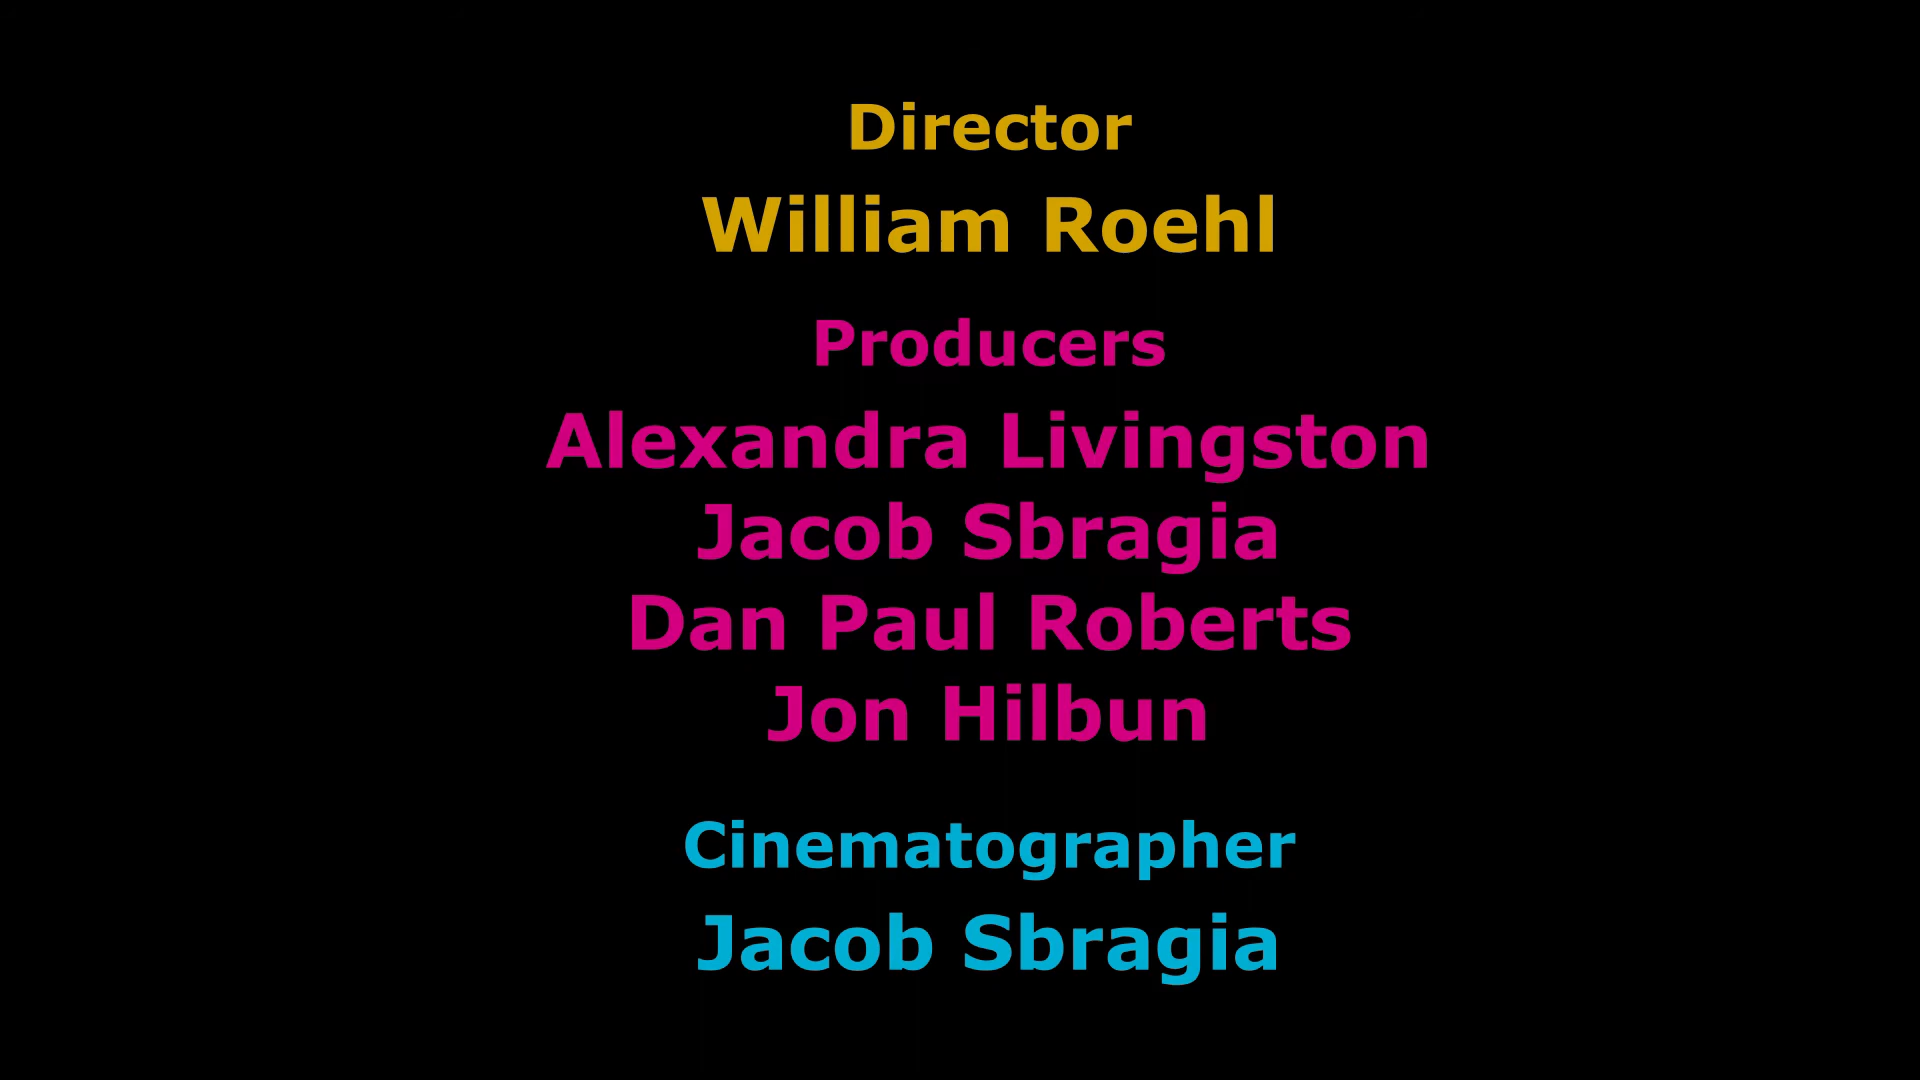 Director
William Roehl
Producers
Alexandra Livingston
Jacob Sbragia
Dan Paul Roberts
Jon Hilbun
Cinematographer
Jacob Sbragia